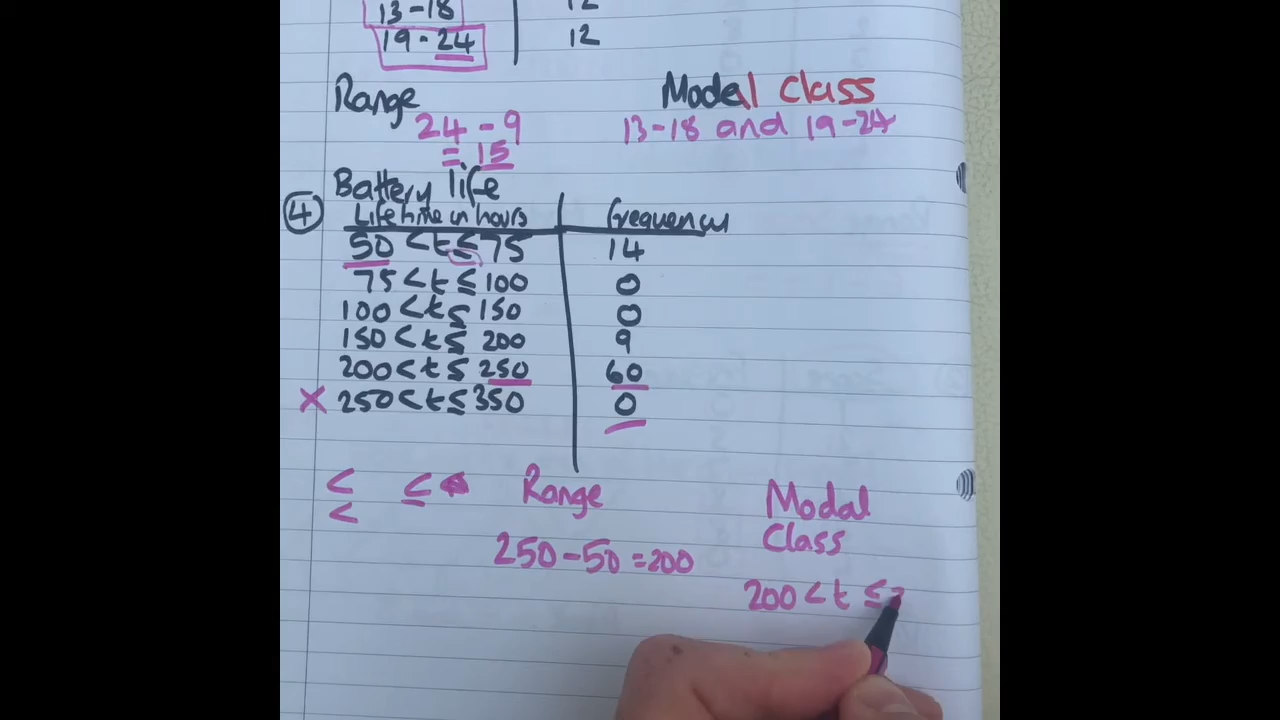 13-18 12
19-24 12
Range Modal Class
24-9 13-18 and 19-24
= 15
Battery life
4 Lifetime in hours frequency
50 < t ≤ 75 14
75 < t ≤ 100 0
100 < t ≤ 150 0
150 < t ≤ 200 9
200 < t ≤ 250 60
× 250 < t ≤ 350 0
< ≤ Range Modal
< Class
250-50=200
200 < t ≤